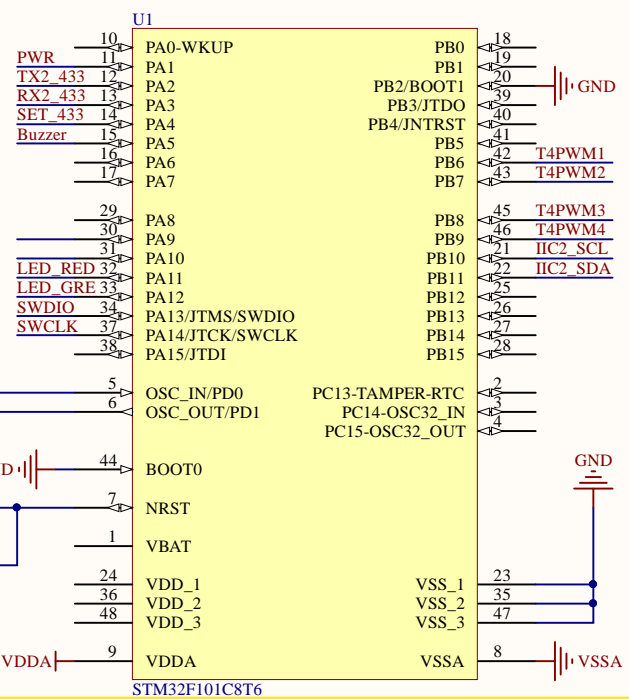 U1
10 PA0-WKUP PB0 18
PWR 11 PA1 PB1 19
TX2_433 12 PA2 PB2/BOOT1 20 GND
RX2_433 13 PA3 PB3/JTDO 39
SET_433 14 PA4 PB4/JNTRST 40
Buzzer 15 PA5 PB5 41
16 PA6 PB6 42 T4PWM1
17 PA7 PB7 43 T4PWM2
29 PA8 PB8 45 T4PWM3
30 PA9 PB9 46 T4PWM4
31 PA10 PB10 21 IIC2_SCL
LED_RED 32 PA11 PB11 22 IIC2_SDA
LED_GRE 33 PA12 PB12 25
SWDIO 34 PA13/JTMS/SWDIO PB13 26
SWCLK 37 PA14/JTCK/SWCLK PB14 27
38 PA15/JTDI PB15 28
5 OSC_IN/PD0 PC13-TAMPER-RTC 2
6 OSC_OUT/PD1 PC14-OSC32_IN 3
PC15-OSC32_OUT 4
D 44 BOOT0 GND
7 NRST
1 VBAT
24 VDD_1 VSS_1 23
36 VDD_2 VSS_2 35
48 VDD_3 VSS_3 47
VDDA 9 VDDA VSSA 8 VSSA
STM32F101C8T6